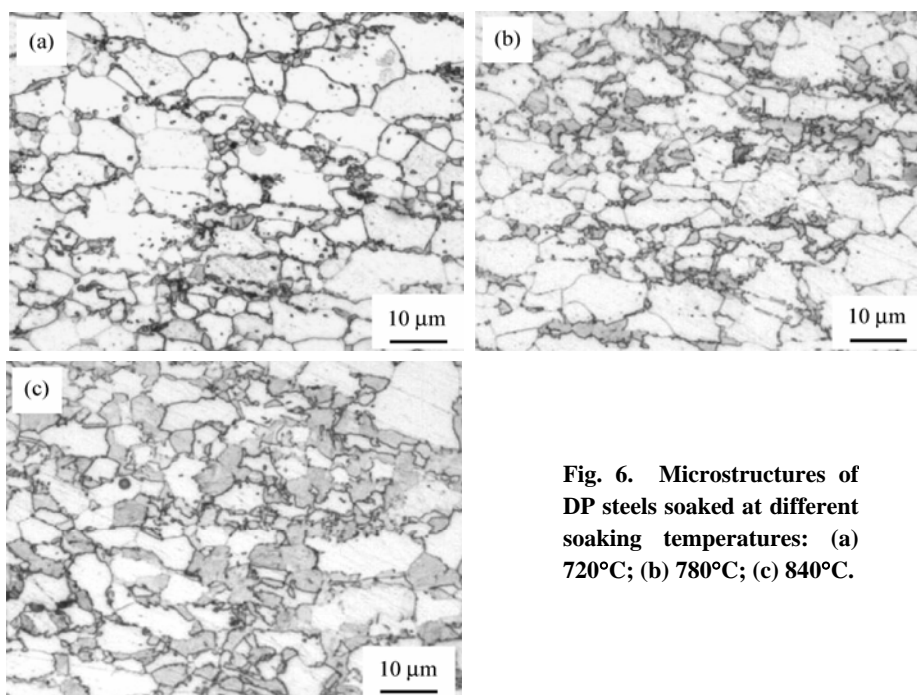 (a)
10 μm
(b)
10 μm
(c)
10 μm
Fig. 6. Microstructures of
DP steels soaked at different
soaking temperatures: (a)
720°C; (b) 780°C; (c) 840°C.